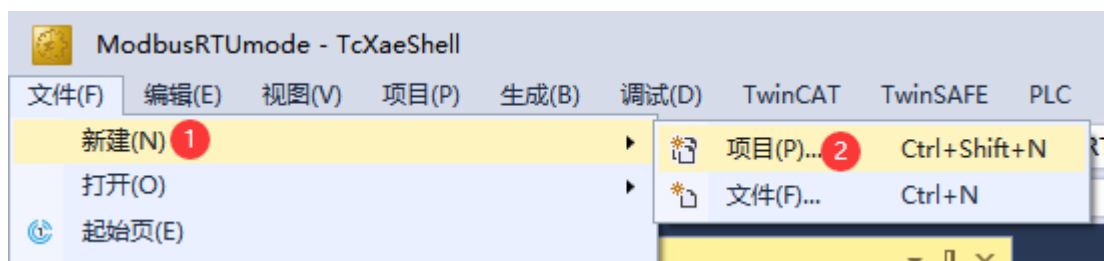 ModbusRTUmode - TcXaeShell
文件(F) 编辑(E) 视图(V) 项目(P) 生成(B) 调试(D) TwinCAT TwinSAFE PLC
新建(N) 1
项目(P)... 2 Ctrl+Shift+N
打开(O)
文件(F)... Ctrl+N
起始页(E)